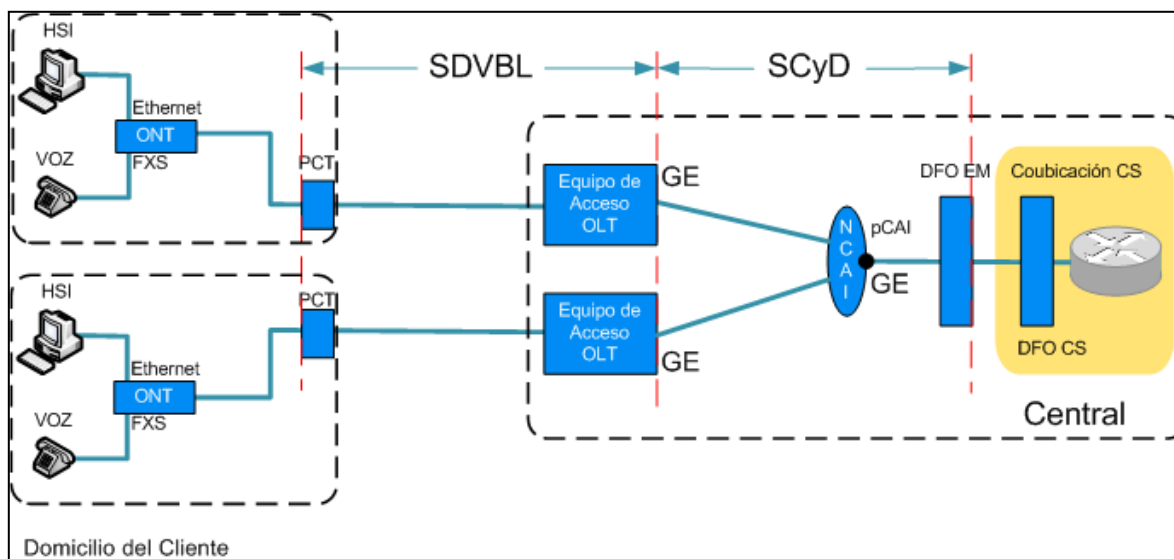 HSI
Ethernet
ONT
FXS
VOZ
PCT
SDVBL
SCyD
Equipo de
Acceso
OLT
GE
NCAI
pCAI
GE
DFO EM
Coubicación CS
DFO CS
HSI
Ethernet
ONT
FXS
VOZ
PCT
Equipo de
Acceso
OLT
GE
Central
Domicilio del Cliente